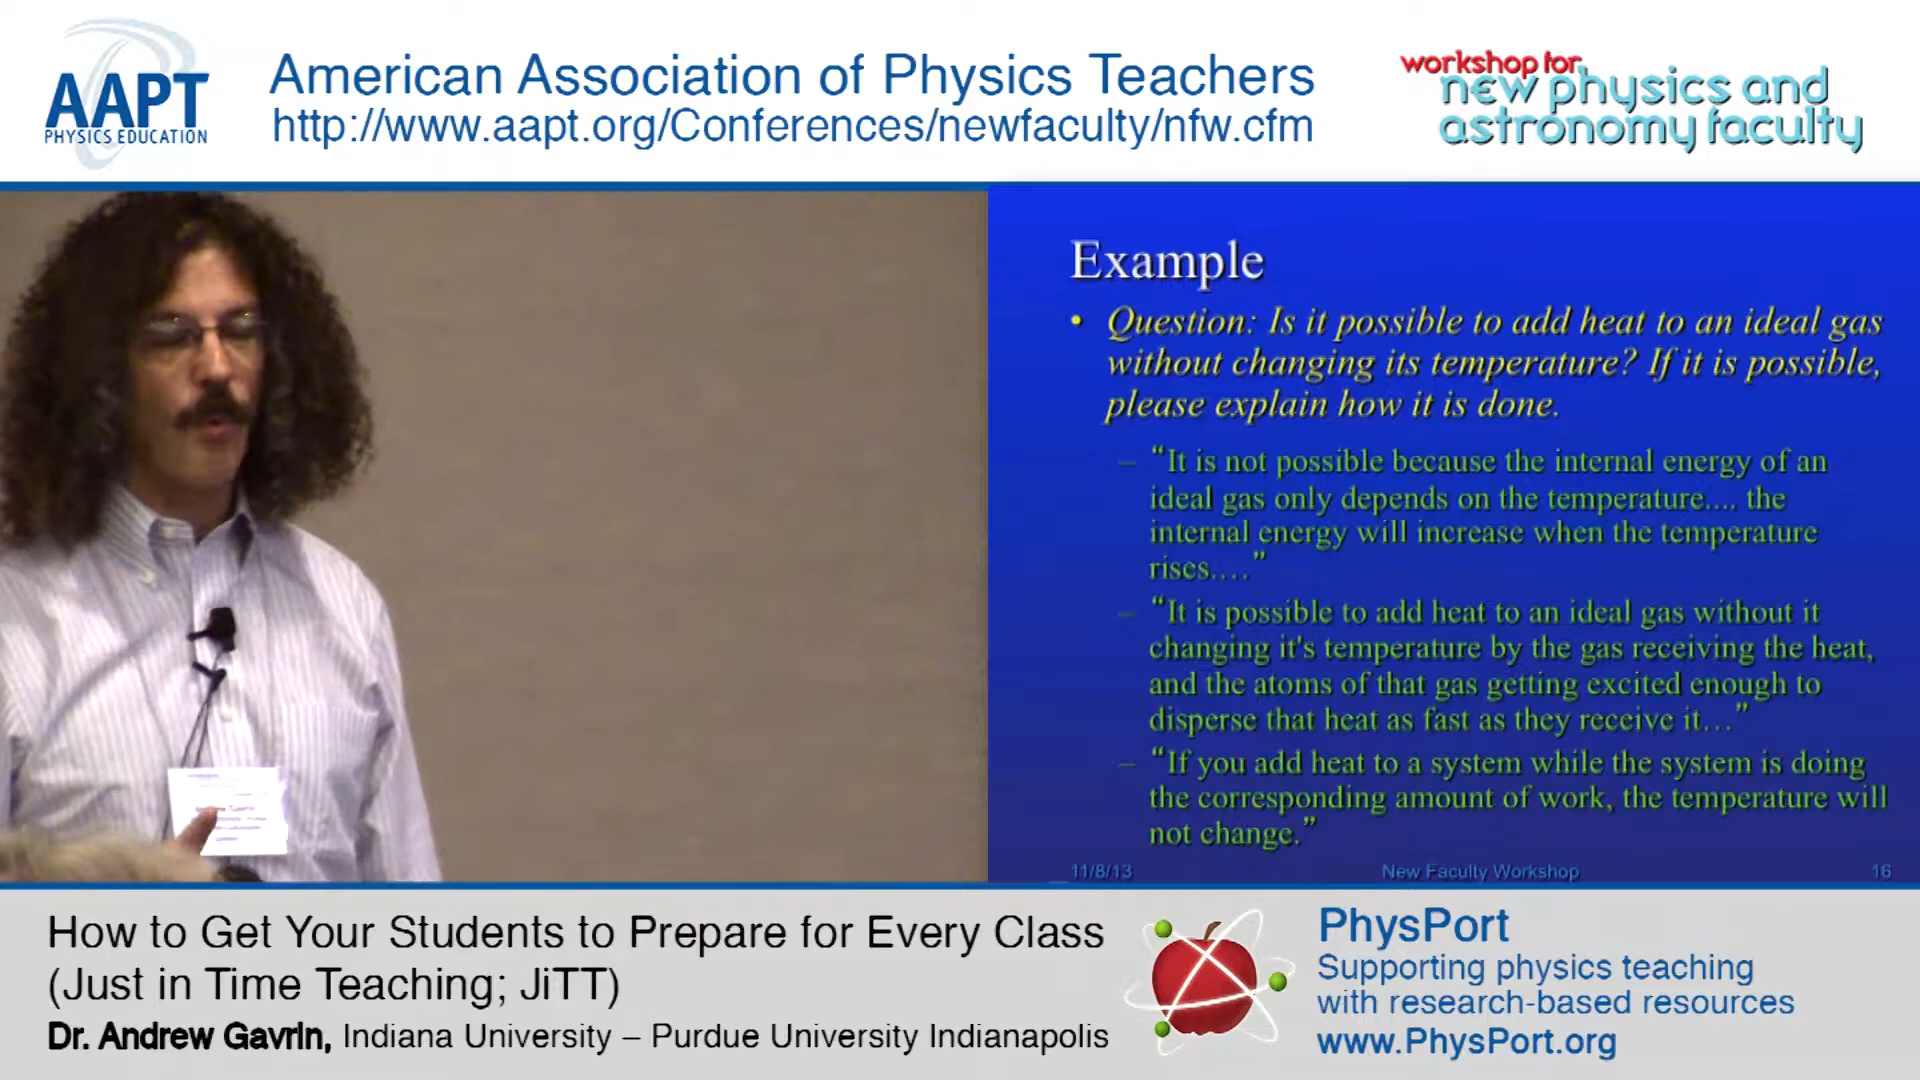 AAPT
PHYSICS EDUCATION
American Association of Physics Teachers
http://www.aapt.org/Conferences/newfaculty/nfw.cfm
workshop for
new physics and
astronomy faculty
Example
• Question: Is it possible to add heat to an ideal gas
without changing its temperature? If it is possible,
please explain how it is done.
– “It is not possible because the internal energy of an
ideal gas only depends on the temperature.... the
internal energy will increase when the temperature
rises....”
– “It is possible to add heat to an ideal gas without it
changing it's temperature by the gas receiving the heat,
and the atoms of that gas getting excited enough to
disperse that heat as fast as they receive it...”
– “If you add heat to a system while the system is doing
the corresponding amount of work, the temperature will
not change.”
11/8/13 New Faculty Workshop 16
How to Get Your Students to Prepare for Every Class
(Just in Time Teaching; JiTT)
Dr. Andrew Gavrin, Indiana University – Purdue University Indianapolis
PhysPort
Supporting physics teaching
with research-based resources
www.PhysPort.org